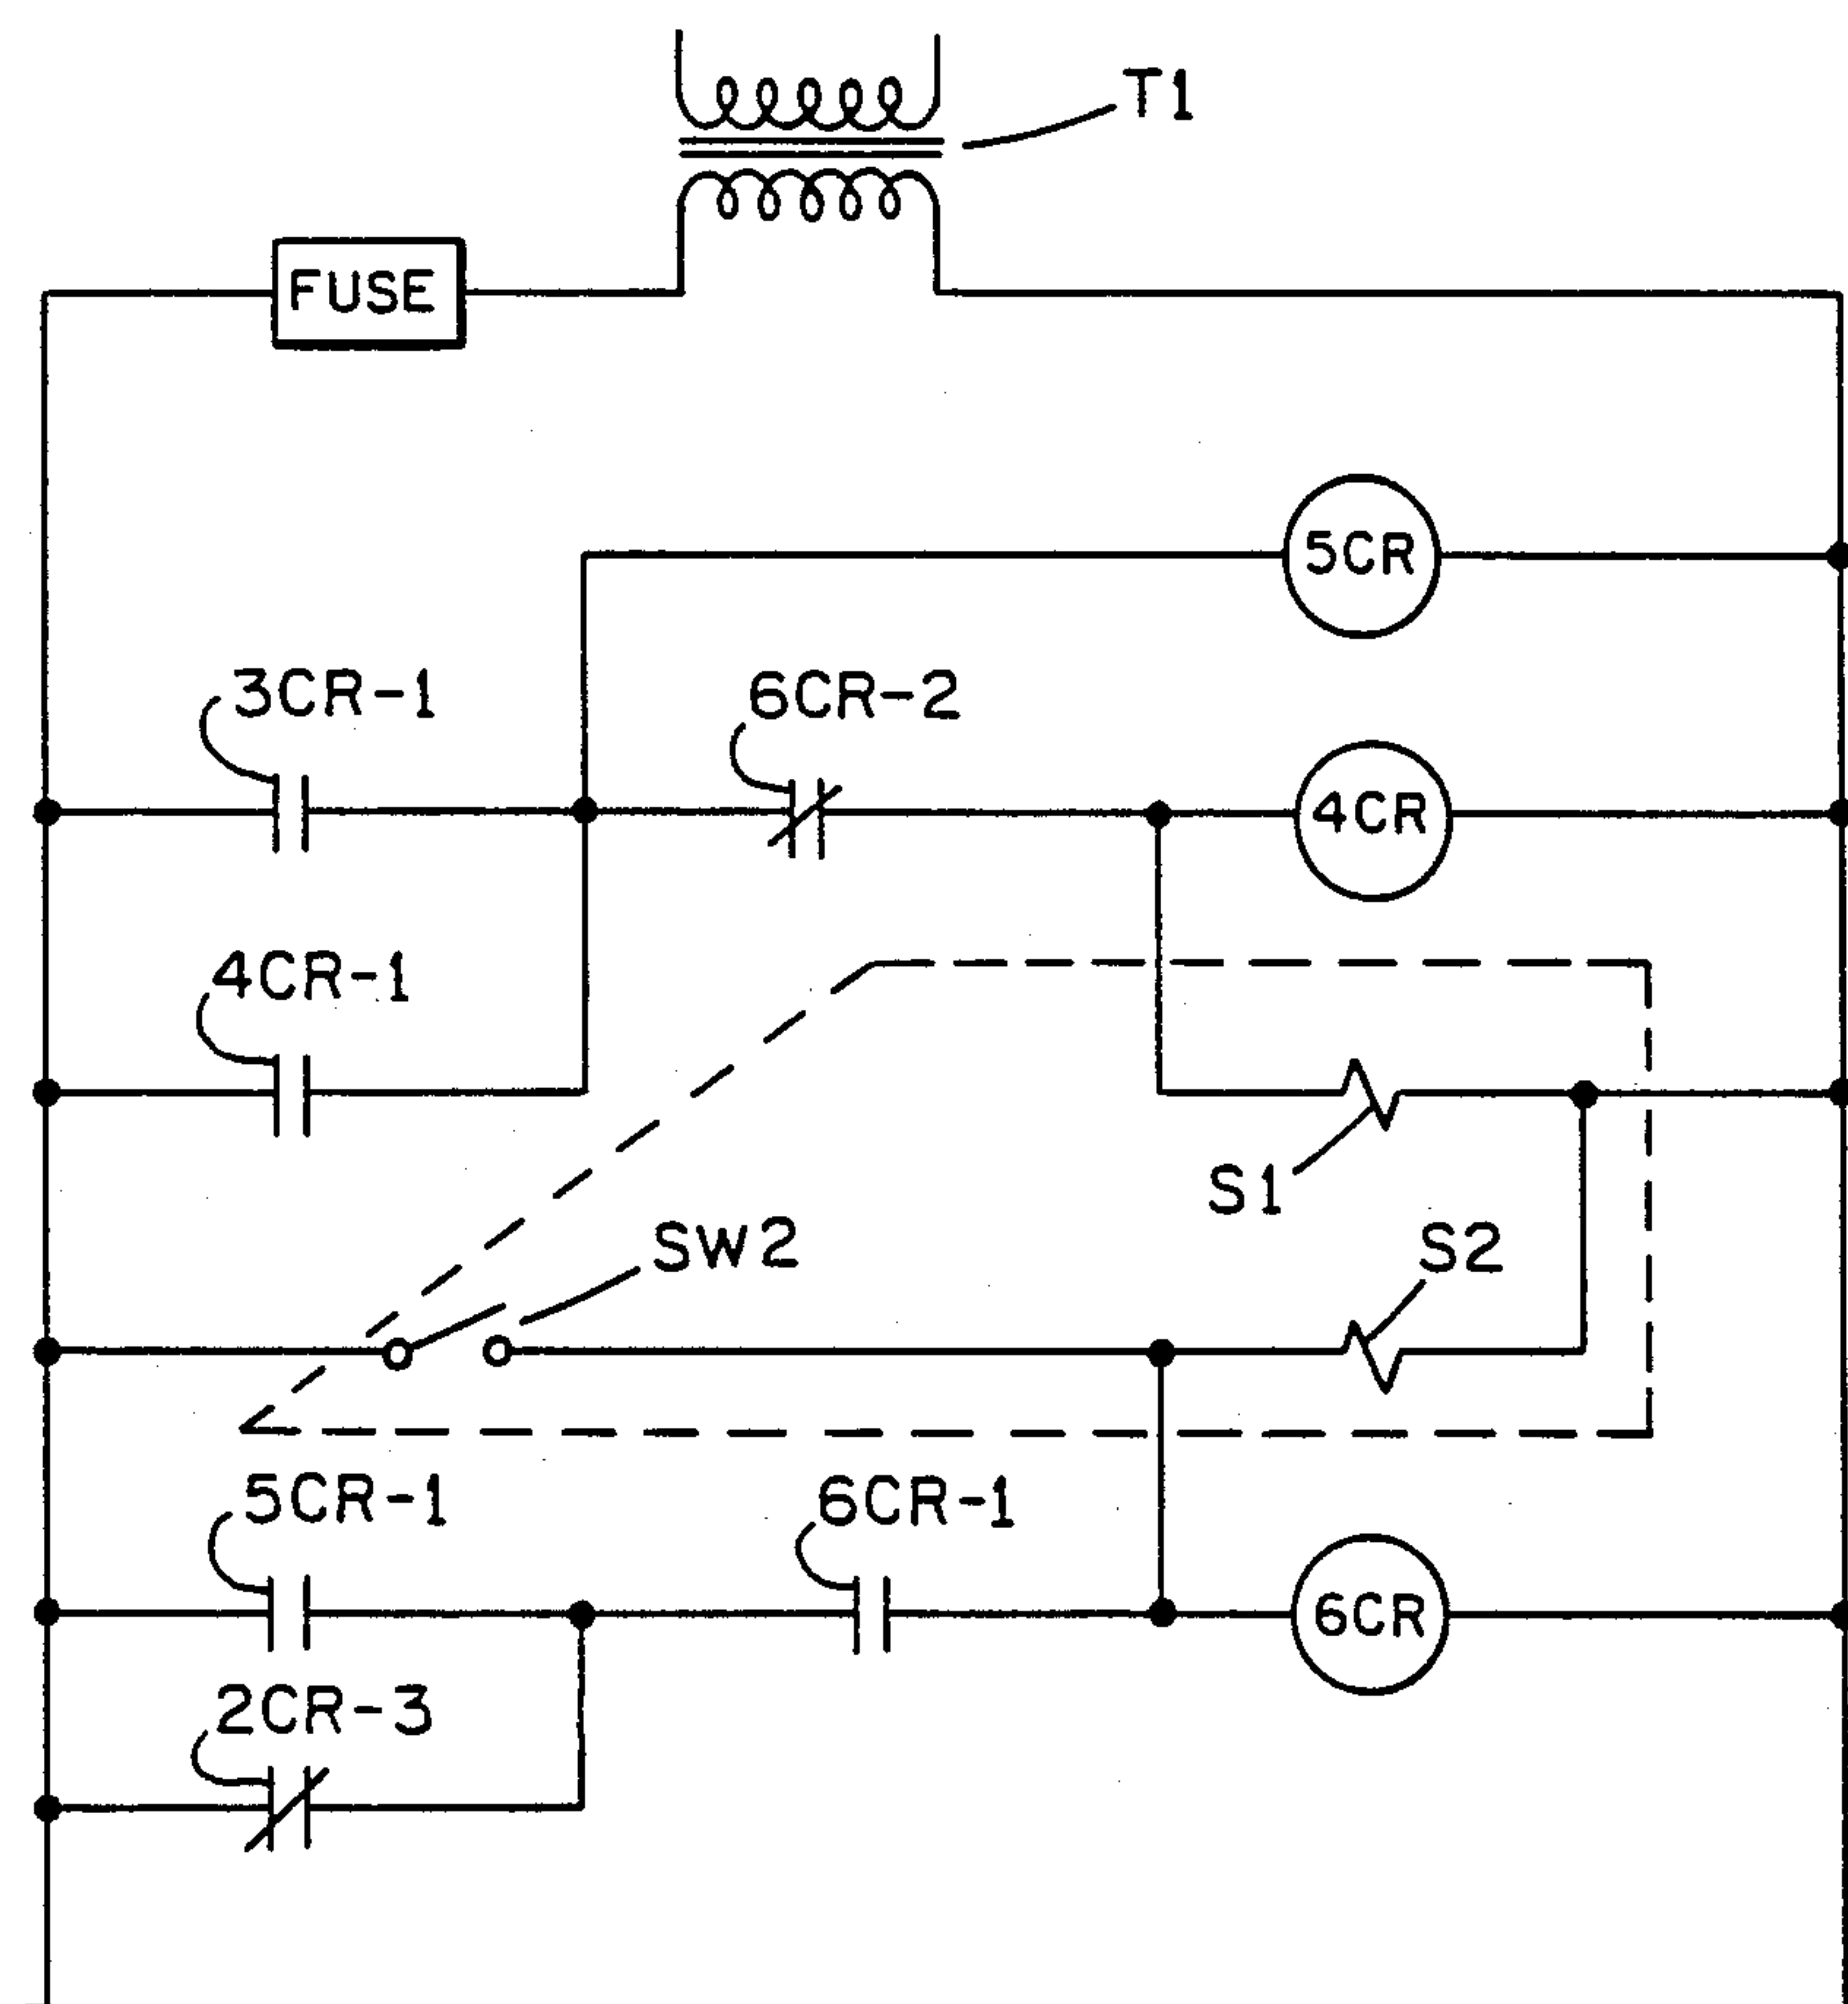 T1
FUSE
5CR
3CR-1
6CR-2
4CR
4CR-1
S1
SW2
S2
5CR-1
6CR-1
6CR
2CR-3